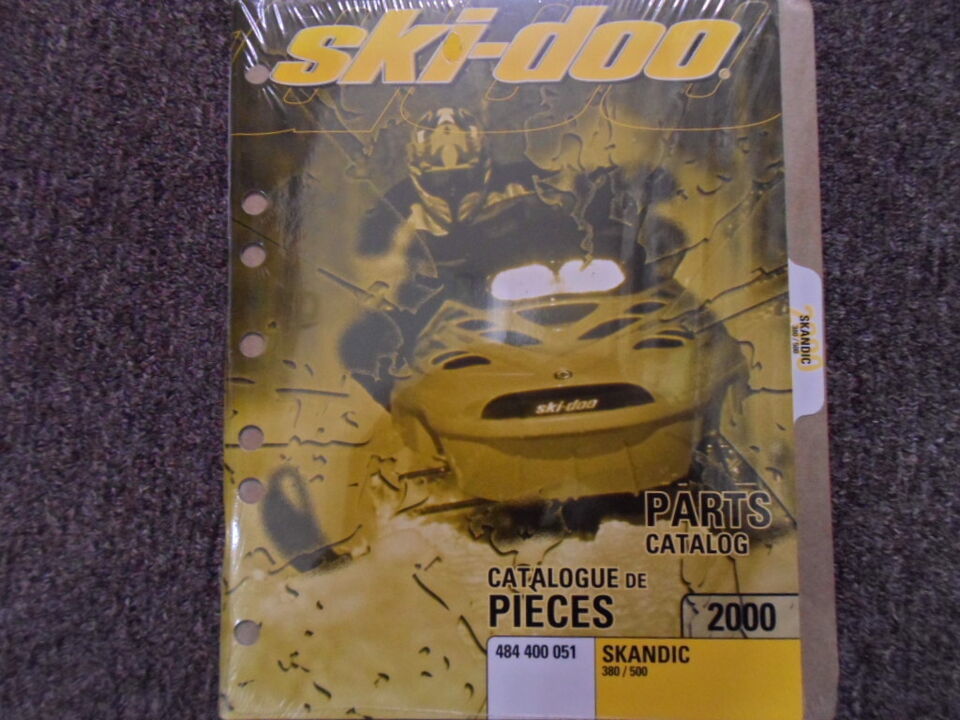 ski-doo
ski-doo
2000
SKANDIC
380 / 500
PARTS
CATALOG
CATALOGUE DE
PIÈCES
2000
484 400 051
SKANDIC
380 / 500